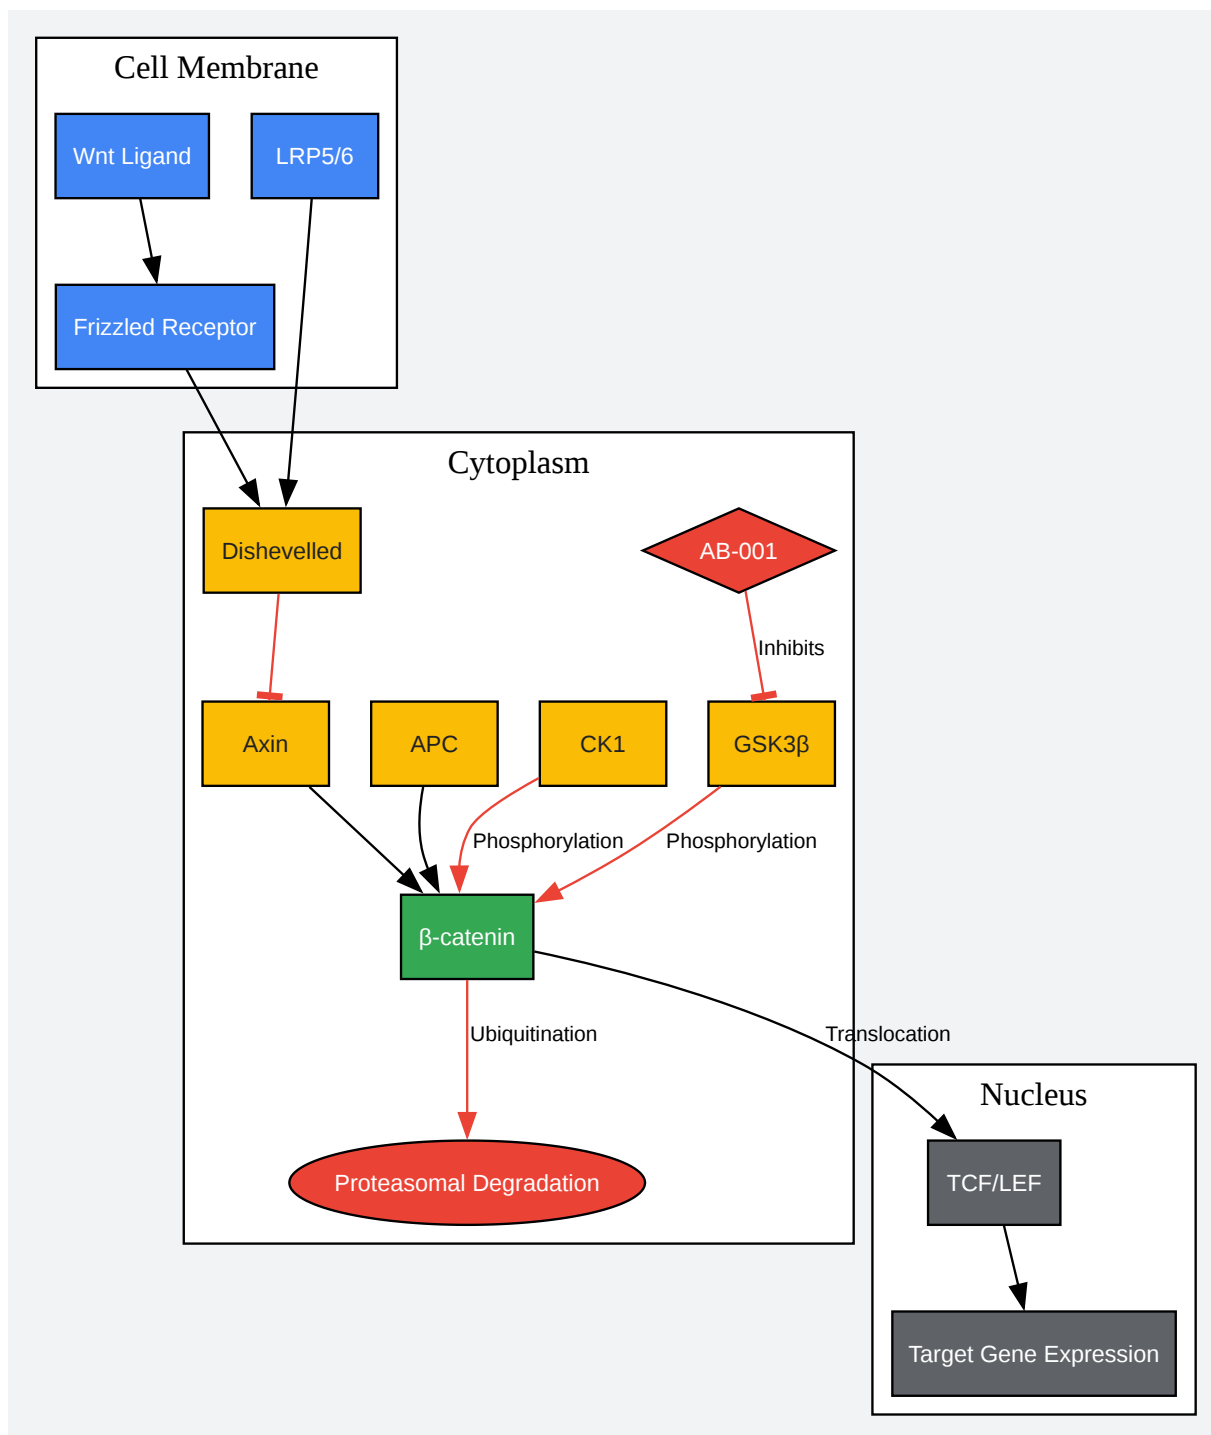 Cell Membrane
Wnt Ligand
LRP5/6
Frizzled Receptor
Cytoplasm
Dishevelled
AB-001
Inhibits
Axin
APC
CK1
GSK3β
Phosphorylation
Phosphorylation
β-catenin
Ubiquitination
Translocation
Nucleus
Proteasomal Degradation
TCF/LEF
Target Gene Expression